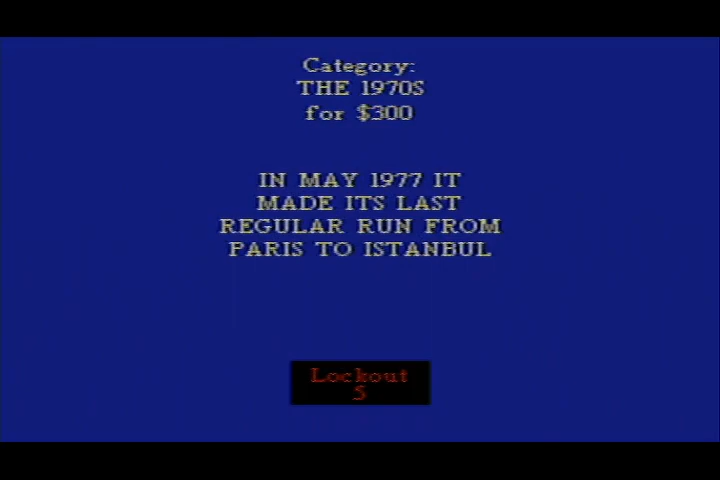 Category:
THE 1970S
for $300
IN MAY 1977 IT
MADE ITS LAST
REGULAR RUN FROM
PARIS TO ISTANBUL
Lockout
5